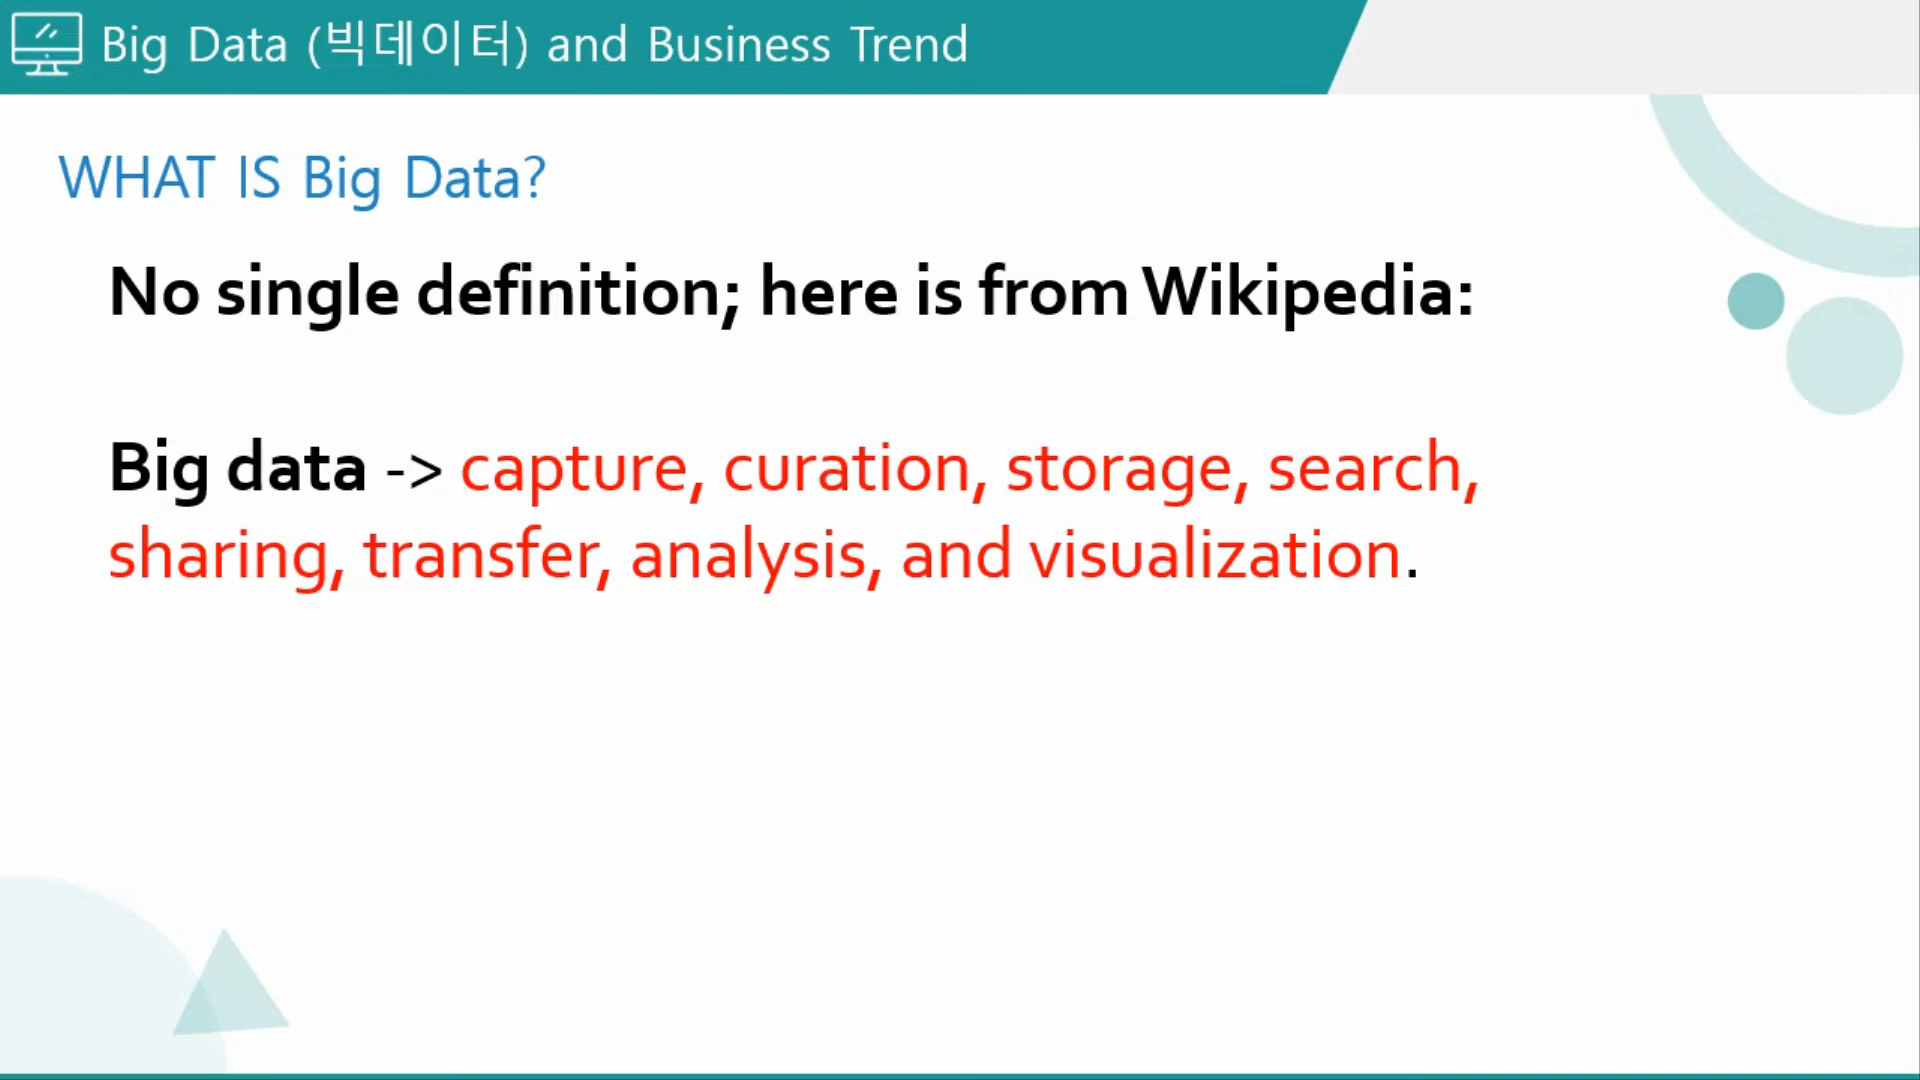 Big Data (빅데이터) and Business Trend
WHAT IS Big Data?
No single definition; here is from Wikipedia:
Big data -> capture, curation, storage, search,
sharing, transfer, analysis, and visualization.